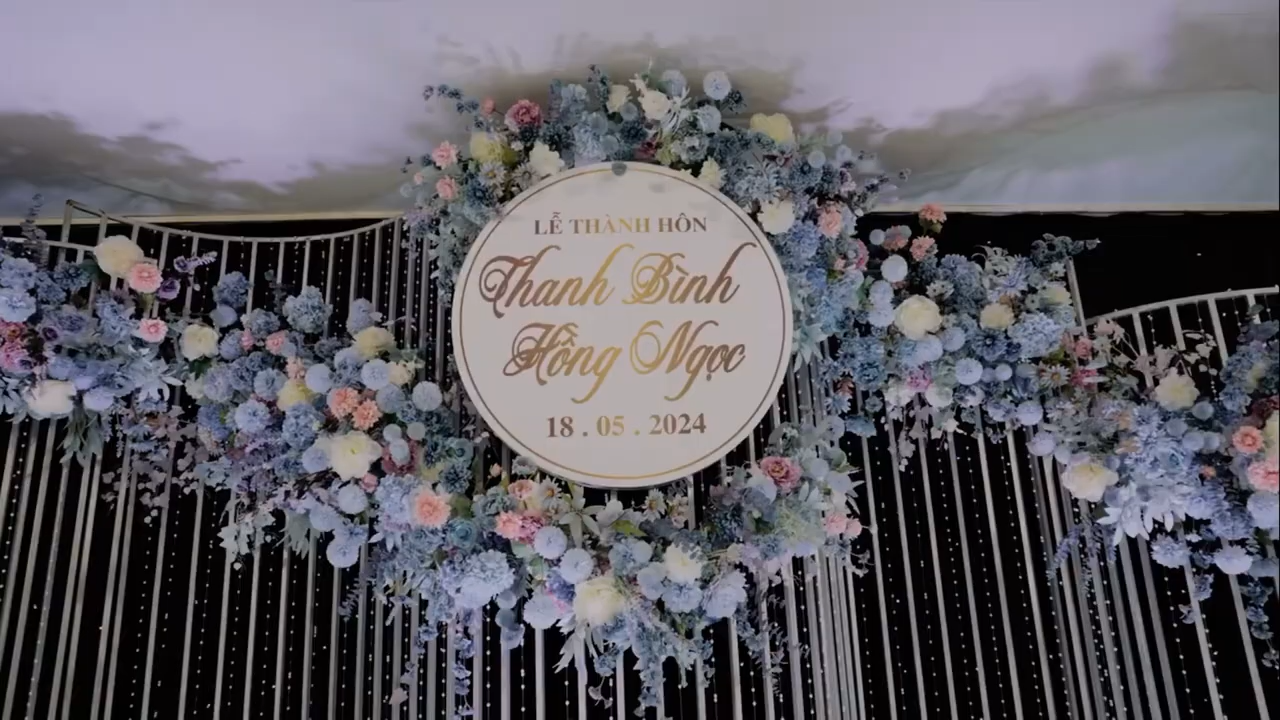 LỄ THÀNH HÔN
Thanh Bình
Hồng Ngọc
18 . 05 . 2024